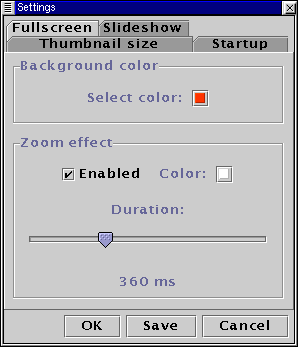 Settings
Fullscreen Slideshow
Thumbnail size Startup
Background color
Select color:
Zoom effect
Enabled Color:
Duration:
360 ms
OK Save Cancel